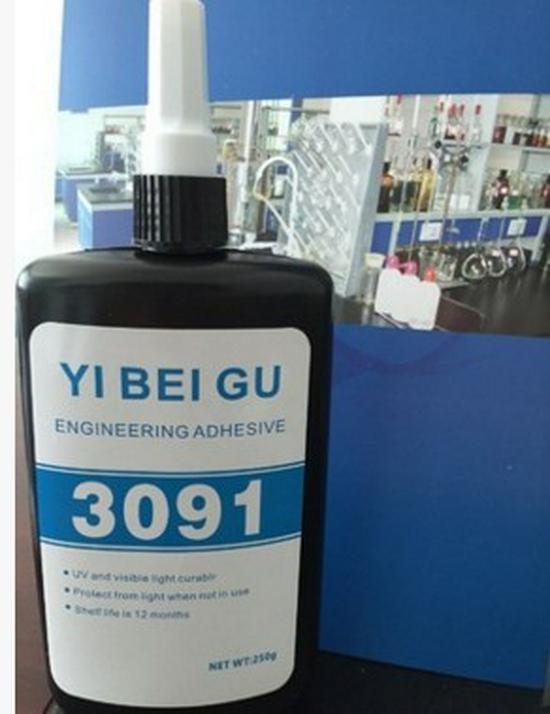 YI BEI GU
ENGINEERING ADHESIVE
3091
• UV and visible light curablr
• Protect from light when not in use
• Shelf life is 12 months
NET WT:250g